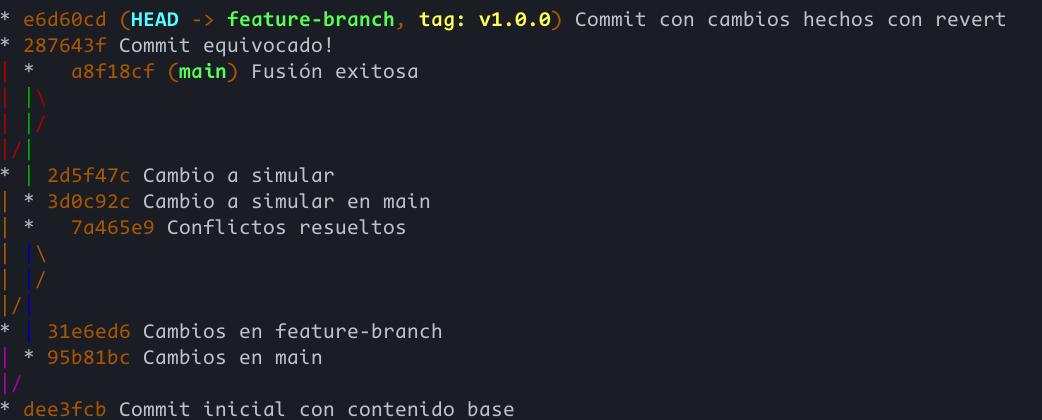 * e6d60cd (HEAD -> feature-branch, tag: v1.0.0) Commit con cambios hechos con revert
* 287643f Commit equivocado!
| *   a8f18cf (main) Fusión exitosa
| |\
| |/
|/|
* | 2d5f47c Cambio a simular
| * 3d0c92c Cambio a simular en main
| *   7a465e9 Conflictos resueltos
| |\
| |/
|/|
* | 31e6ed6 Cambios en feature-branch
| * 95b81bc Cambios en main
|/
* dee3fcb Commit inicial con contenido base